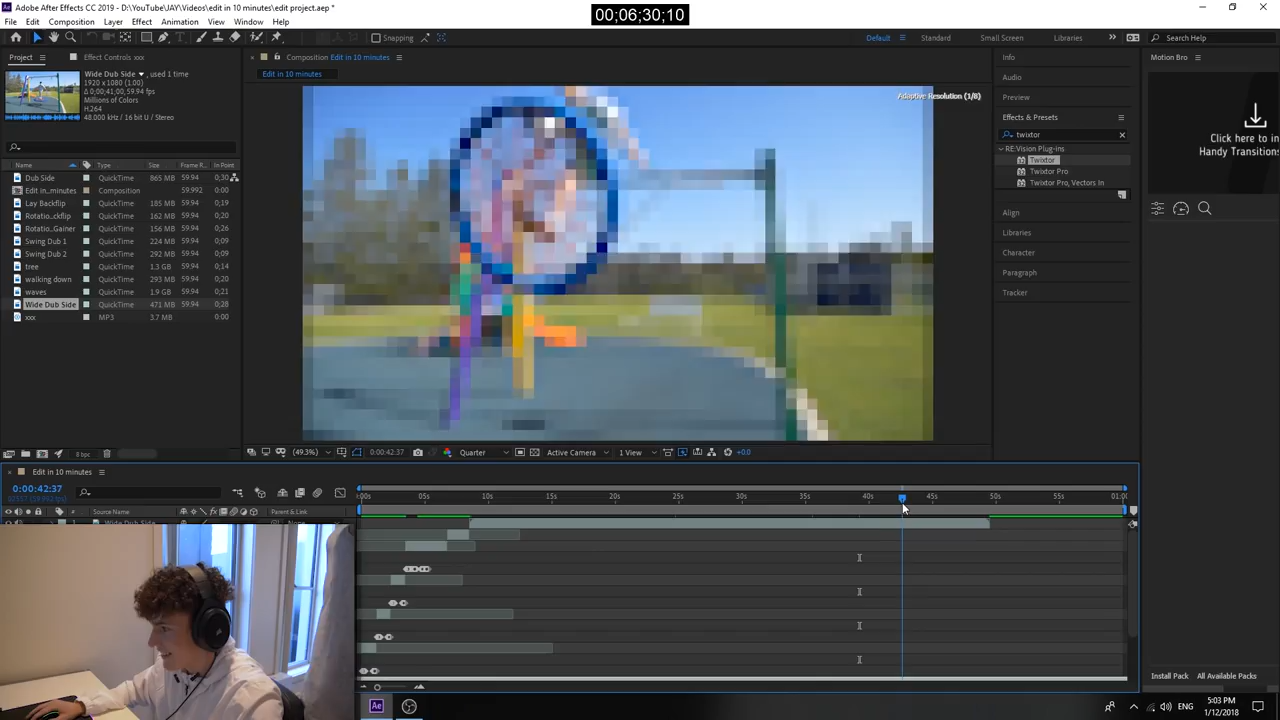 Adobe After Effects CC 2019 - D:\YouTube\JAY\Videos\edit in 10 minutes\edit project.aep *
00;06;30;10
File Edit Composition Layer Effect Animation View Window Help
Snapping
Default Standard Small Screen Libraries Search Help
Project
Effect Controls xxx
Composition Edit in 10 minutes
Edit in 10 minutes
Wide Dub Side , used 1 time
1920 x 1080 (1.00)
Δ 0;00;41;00, 59.94 fps
Millions of Colors
H.264
48.000 kHz / 16 bit U / Stereo
Adaptive Resolution (1/8)
Info
Audio
Preview
Effects & Presets
twixtor
RE:Vision Plug-ins
Twixtor
Twixtor Pro
Twixtor Pro, Vectors In
Align
Libraries
Character
Paragraph
Tracker
Motion Bro
Click here to in
Handy Transitions
Name Type Size Frame R.. In Point
Dub Side QuickTime 865 MB 59.94 0;30
Edit in...minutes Composition 59.992 0:00
Lay Backflip QuickTime 185 MB 59.94 0;19
Rotatio...ckflip QuickTime 162 MB 59.94 0;20
Rotatio...Gainer QuickTime 156 MB 59.94 0;26
Swing Dub 1 QuickTime 224 MB 59.94 0;09
Swing Dub 2 QuickTime 292 MB 59.94 0;09
tree QuickTime 1.3 GB 59.94 0;14
walking down QuickTime 293 MB 59.94 0;20
waves QuickTime 1.9 GB 59.94 0;21
Wide Dub Side QuickTime 471 MB 59.94 0;28
xxx MP3 3.7 MB 0:00
8 bpc
(49.3%) 0:00:42:37 Quarter Active Camera 1 View +0.0
Edit in 10 minutes
0:00:42:37
02557 (59.992 fps)
:00s 05s 10s 15s 20s 25s 30s 35s 40s 45s 50s 55s 01:00
# Source Name Parent & Link
Wide Dub Side None
Install Pack All Available Packs
ENG
5:03 PM
1/12/2018